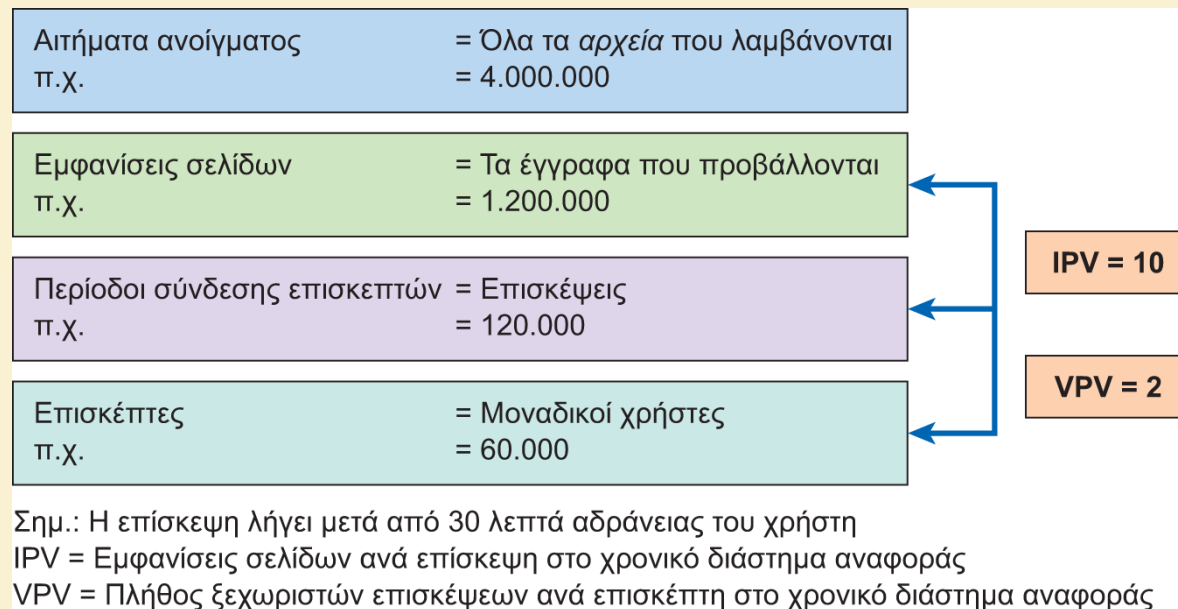 Αιτήματα ανοίγματος = Όλα τα αρχεία που λαμβάνονται
π.χ. = 4.000.000
Εμφανίσεις σελίδων = Τα έγγραφα που προβάλλονται
π.χ. = 1.200.000
IPV = 10
Περίοδοι σύνδεσης επισκεπτών = Επισκέψεις
π.χ. = 120.000
VPV = 2
Επισκέπτες = Μοναδικοί χρήστες
π.χ. = 60.000
Σημ.: Η επίσκεψη λήγει μετά από 30 λεπτά αδράνειας του χρήστη
IPV = Εμφανίσεις σελίδων ανά επίσκεψη στο χρονικό διάστημα αναφοράς
VPV = Πλήθος ξεχωριστών επισκέψεων ανά επισκέπτη στο χρονικό διάστημα αναφοράς